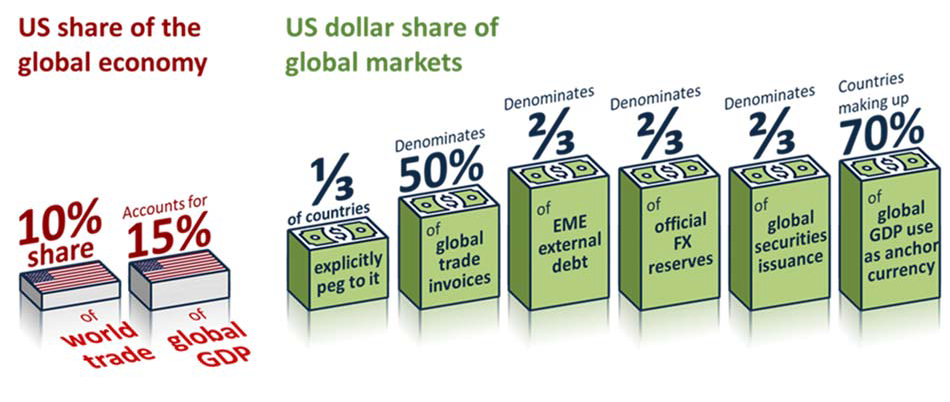 US share of the
global economy
10%
share
of
world
trade
Accounts for
15%
of
global
GDP
US dollar share of
global markets
⅓
of countries
explicitly
peg to it
Denominates
50%
of
global
trade
invoices
Denominates
⅔
of
EME
external
debt
Denominates
⅔
of
official
FX
reserves
Denominates
⅔
of
global
securities
issuance
Countries
making up
70%
of
global
GDP use
as anchor
currency